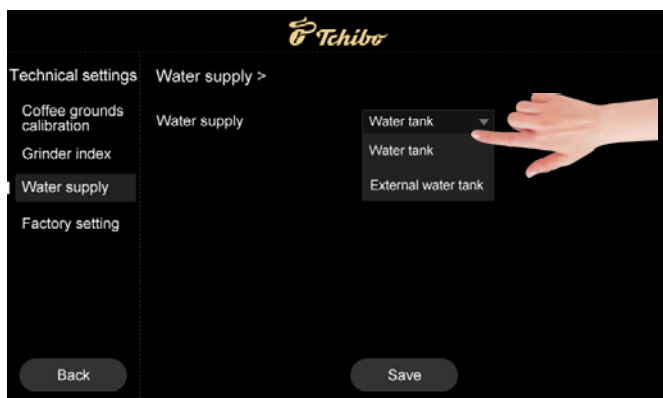 Tchibo
Technical settings
Coffee grounds
calibration
Grinder index
Water supply
Factory setting
Back
Water supply >
Water supply
Water tank
Water tank
External water tank
Save